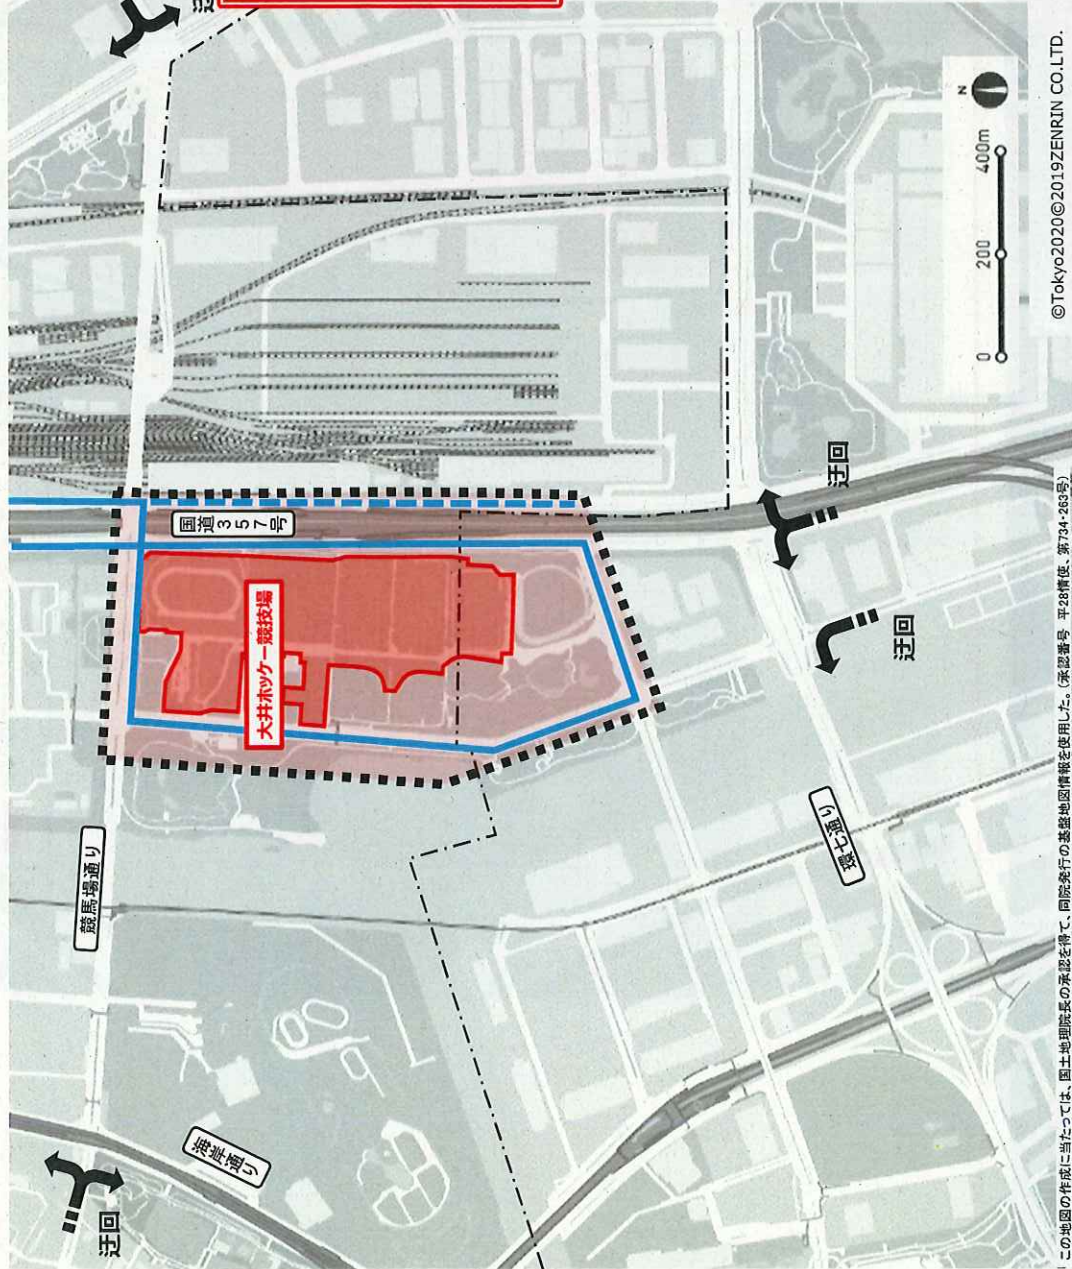 迂回
国道357号
大井ホッケー競技場
競馬場通り
海岸通り
環七通り
迂回
迂回
N
0 200 400m
©Tokyo2020©2019ZENRIN CO.LTD.
この地図の作成に当たっては、国土地理院長の承認を得て、同院発行の基盤地図情報を使用した。(承認番号 平28情使、第734-263号)